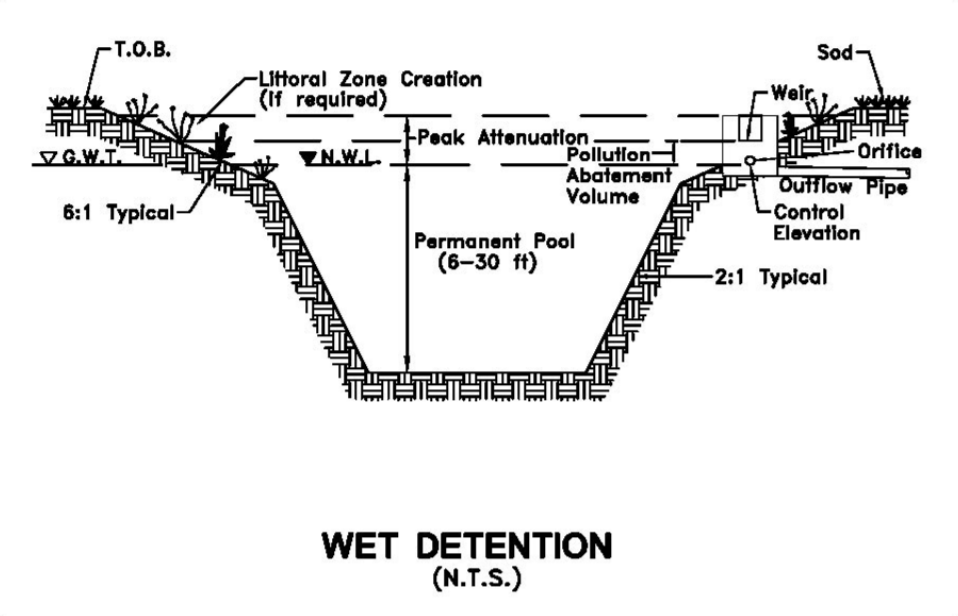 T.O.B.
Littoral Zone Creation
(if required)
Sod
Weir
Peak Attenuation
G.W.T.
N.W.L.
Pollution
Abatement
Volume
Orifice
Outflow Pipe
6:1 Typical
Control
Elevation
Permanent Pool
(6-30 ft)
2:1 Typical
WET DETENTION
(N.T.S.)